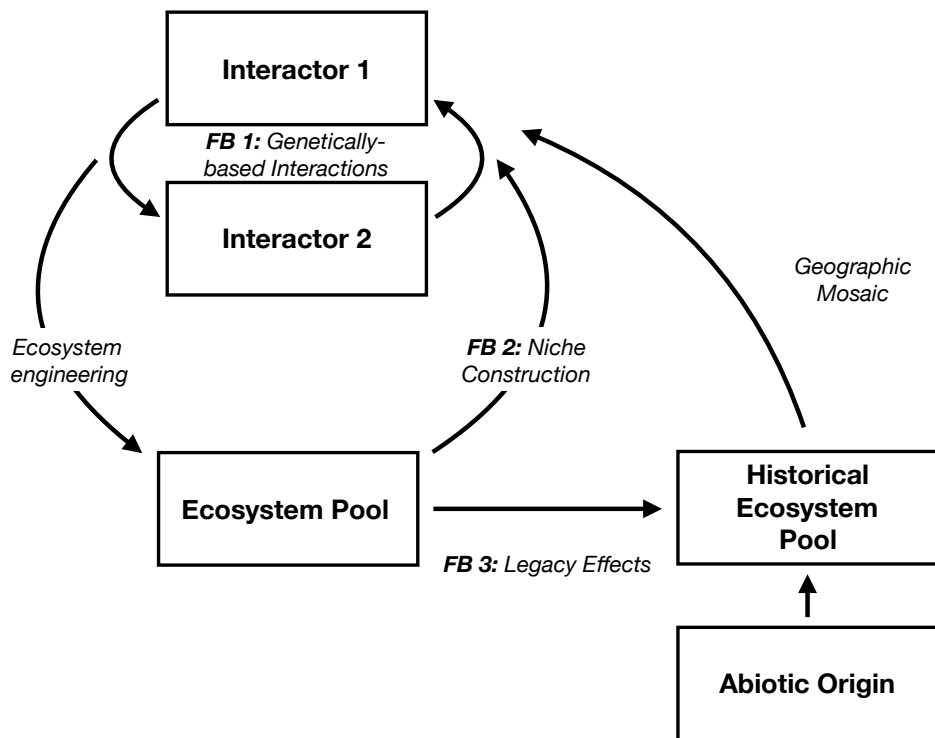 Interactor 1
FB 1: Genetically-
based Interactions
Interactor 2
Geographic
Mosaic
Ecosystem
engineering
FB 2: Niche
Construction
Ecosystem Pool
Historical
Ecosystem
Pool
FB 3: Legacy Effects
Abiotic Origin